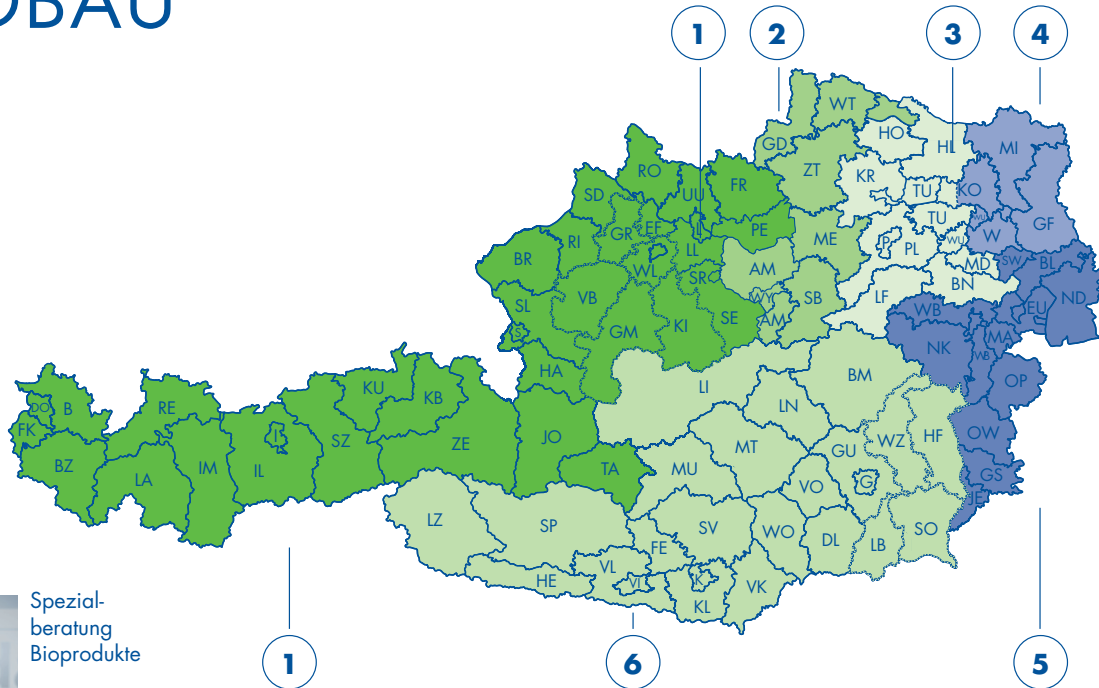 OBAU
1 2 3 4
WT
GD HO HL MI
RO FR ZT KR
SD UU TU KO
GR EF L PE TU WU GF
RI ME P PL WU W
BR LL MD SW BL
WL SR AM BN
VB WY SB LF EU ND
SL AM WB
S GM KI SE NK MA
WB
HA LI BM OP
KU KB LN
DO B RE
FK I SZ ZE JO MT GU WZ HF OW
BZ LA IM IL TA MU G GS
VO JE
LZ SP SV WO DL LB SO
FE
HE VL VI K VK
KL
Spezial-
beratung
Bioprodukte
1 6 5